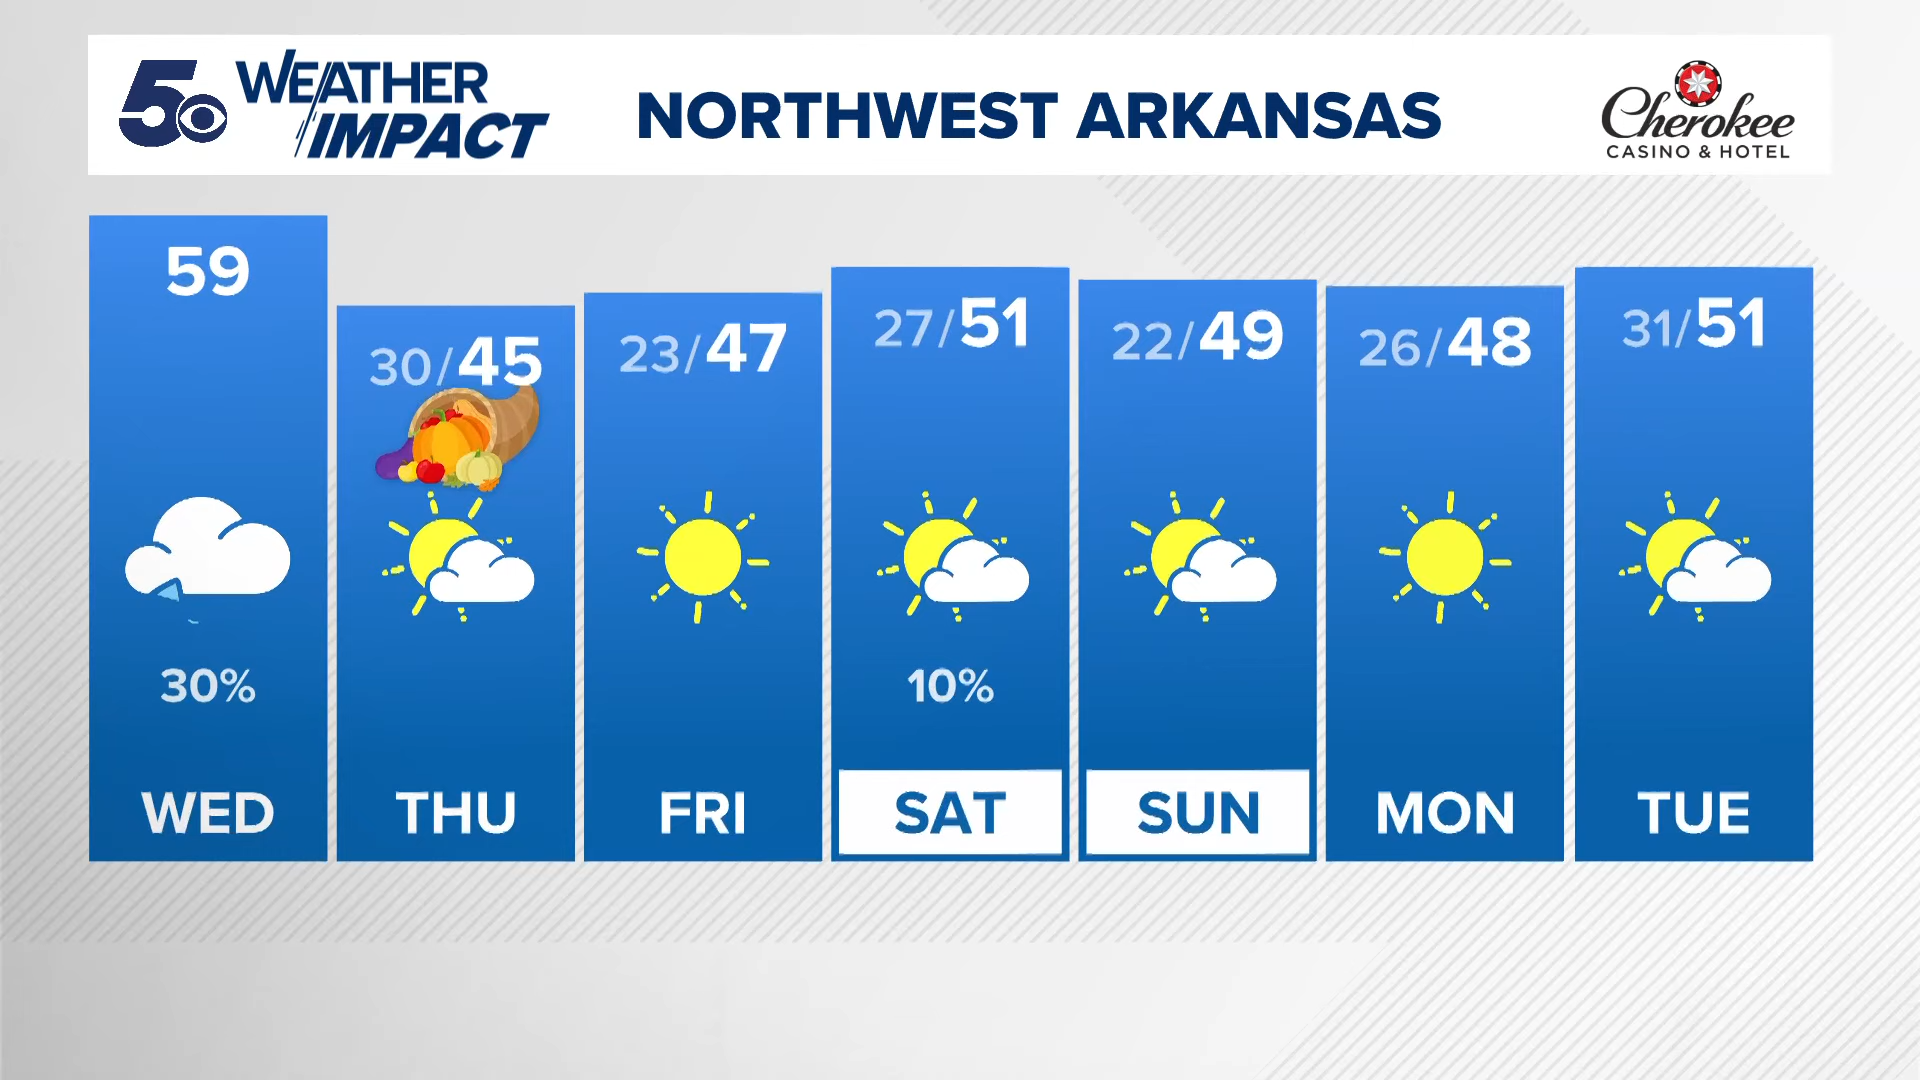 5 WEATHER IMPACT
NORTHWEST ARKANSAS
Cherokee
CASINO & HOTEL
59
30/45
23/47
27/51
22/49
26/48
31/51
30%
10%
WED
THU
FRI
SAT
SUN
MON
TUE